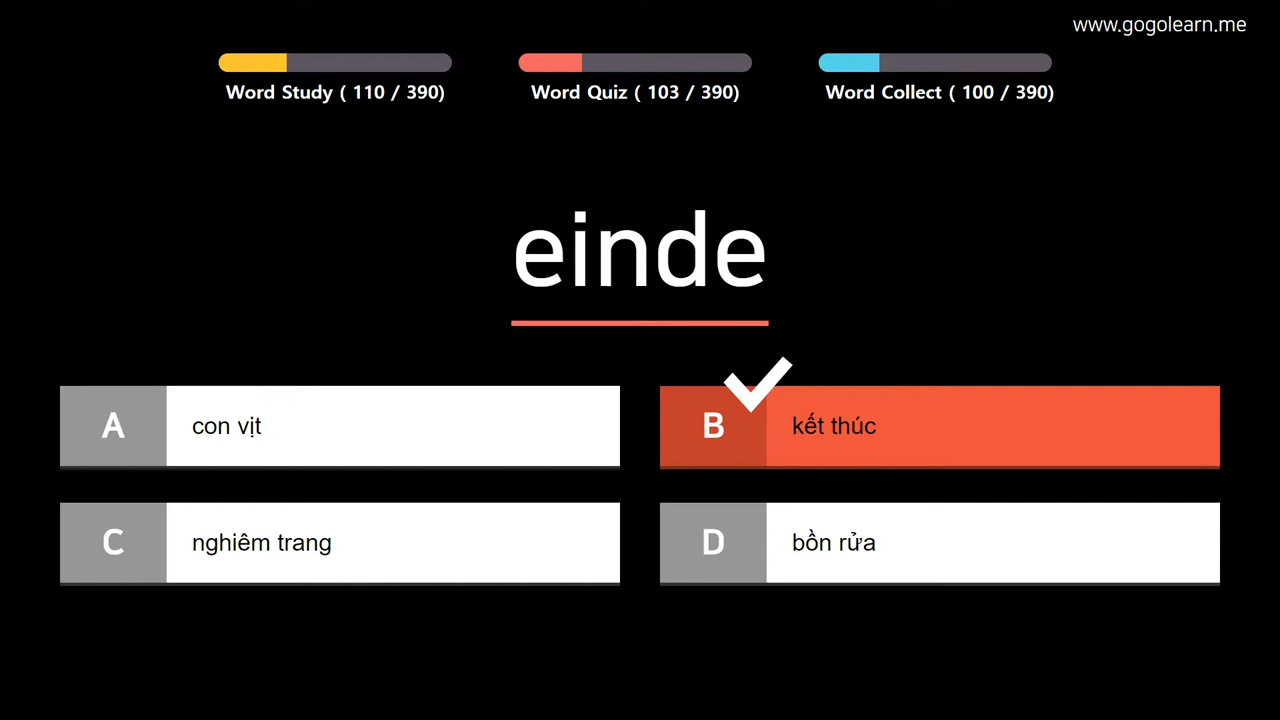 www.gogolearn.me
Word Study ( 110 / 390)
Word Quiz ( 103 / 390)
Word Collect ( 100 / 390)
einde
A con vịt
B kết thúc
C nghiêm trang
D bồn rửa